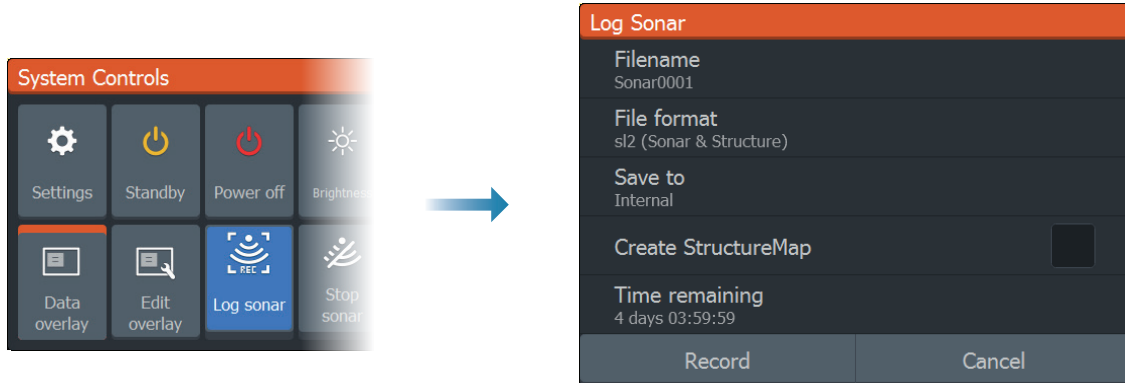 System Controls
Settings
Standby
Power off
Brightness
REC
Data
overlay
Edit
overlay
Log sonar
Stop
sonar
Log Sonar
Filename
Sonar0001
File format
sl2 (Sonar & Structure)
Save to
Internal
Create StructureMap
Time remaining
4 days 03:59:59
Record
Cancel